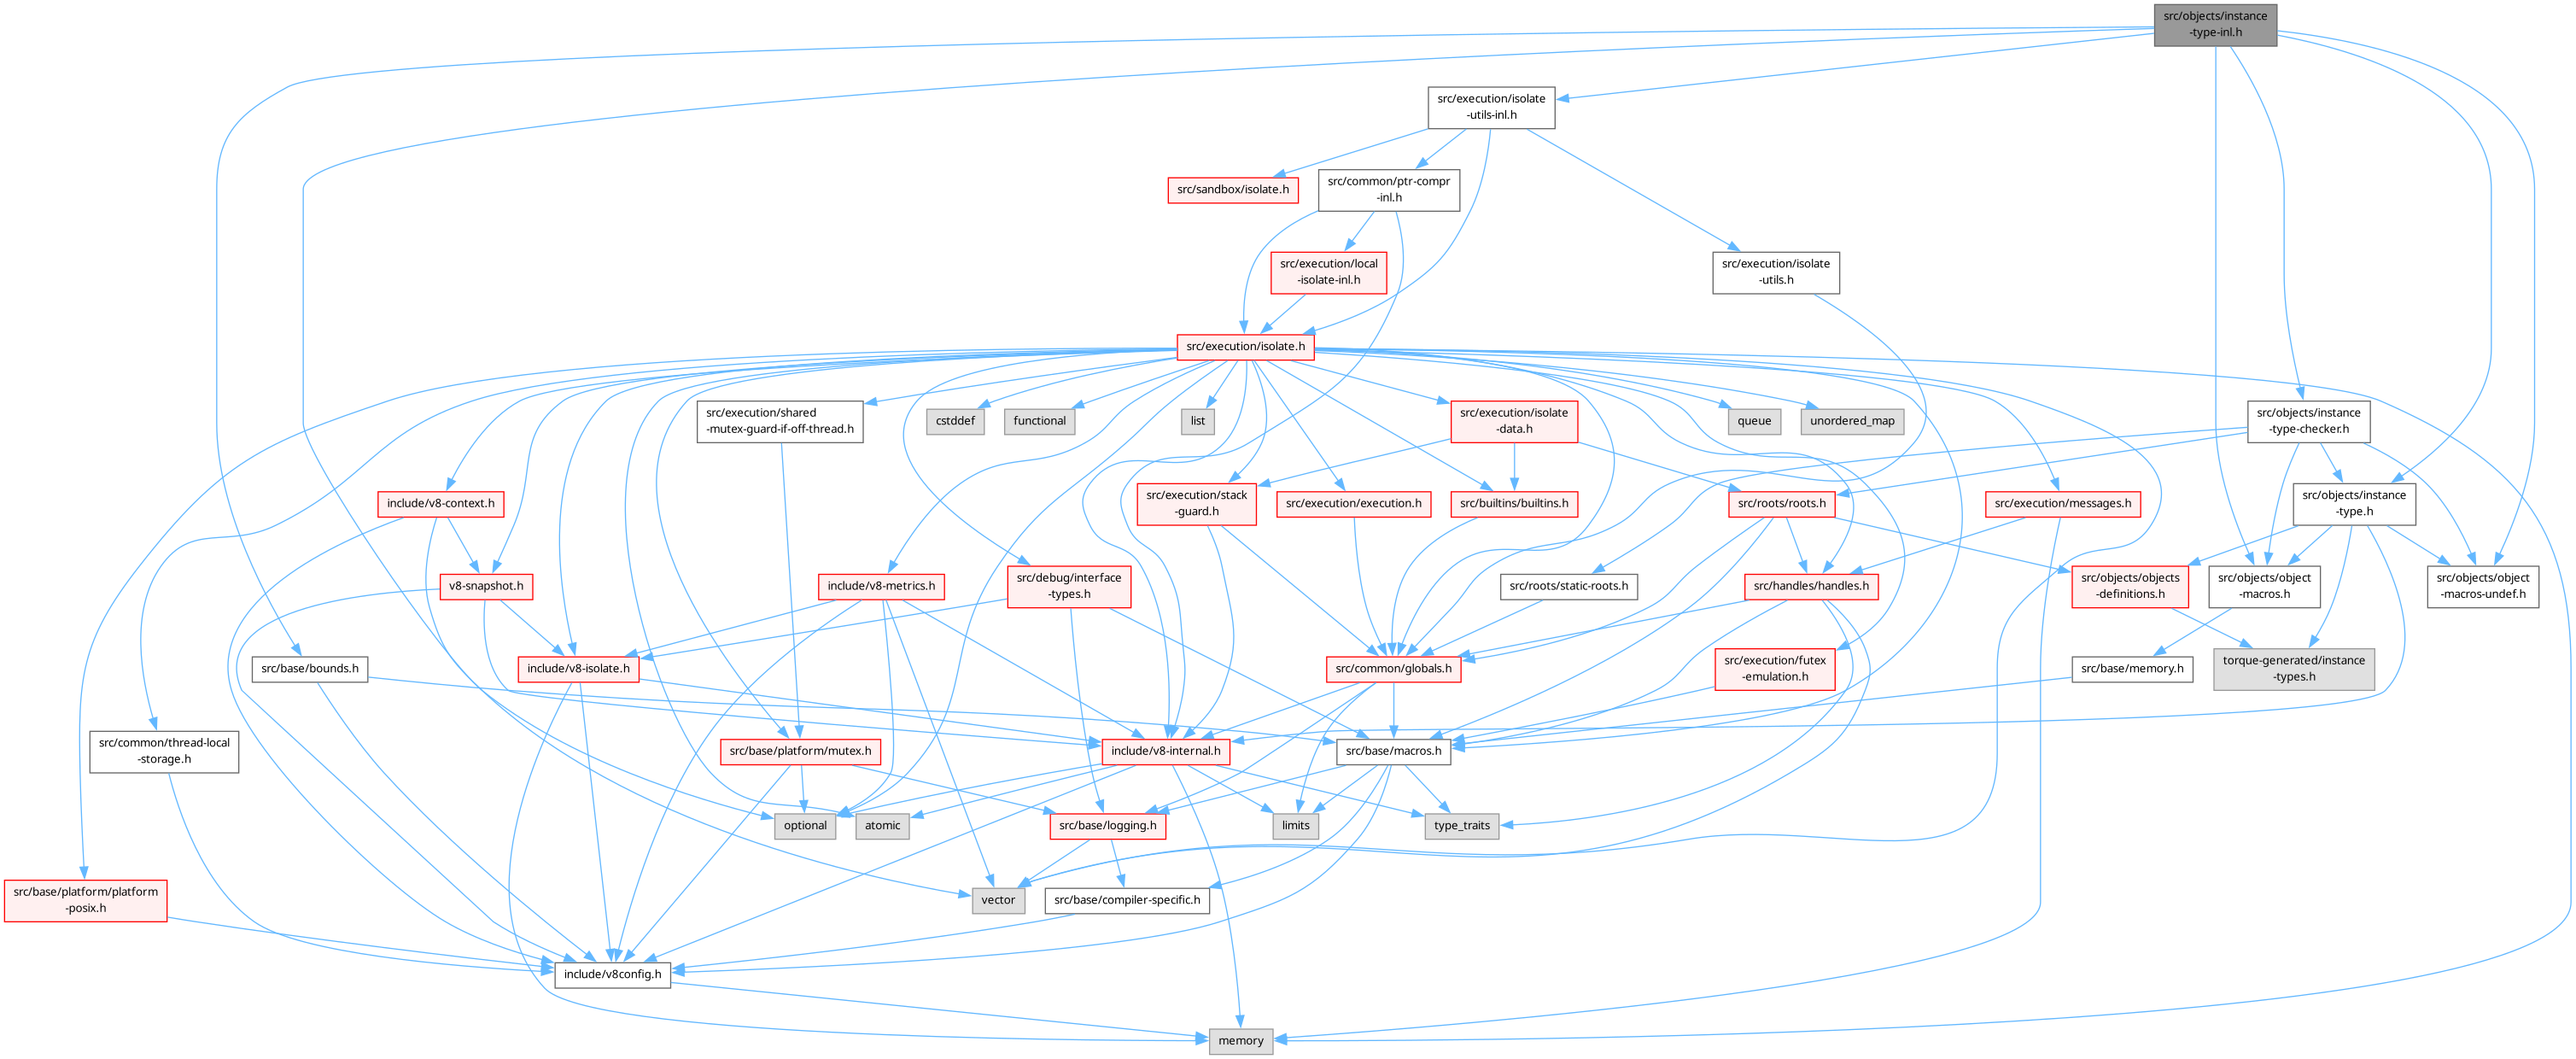 src/objects/instance
-type-inl.h
src/execution/isolate
-utils-inl.h
src/sandbox/isolate.h
src/common/ptr-compr
-inl.h
src/execution/local
-isolate-inl.h
src/execution/isolate
-utils.h
src/execution/isolate.h
src/execution/shared
-mutex-guard-if-off-thread.h
cstddef
functional
list
src/execution/isolate
-data.h
queue
unordered_map
src/objects/instance
-type-checker.h
include/v8-context.h
src/execution/stack
-guard.h
src/execution/execution.h
src/builtins/builtins.h
src/roots/roots.h
src/execution/messages.h
src/objects/instance
-type.h
v8-snapshot.h
include/v8-metrics.h
src/debug/interface
-types.h
src/roots/static-roots.h
src/handles/handles.h
src/objects/objects
-definitions.h
src/objects/object
-macros.h
src/objects/object
-macros-undef.h
src/base/bounds.h
include/v8-isolate.h
src/common/globals.h
src/execution/futex
-emulation.h
src/base/memory.h
torque-generated/instance
-types.h
src/common/thread-local
-storage.h
src/base/platform/mutex.h
include/v8-internal.h
src/base/macros.h
optional
atomic
src/base/logging.h
limits
type_traits
src/base/platform/platform
-posix.h
vector
src/base/compiler-specific.h
include/v8config.h
memory